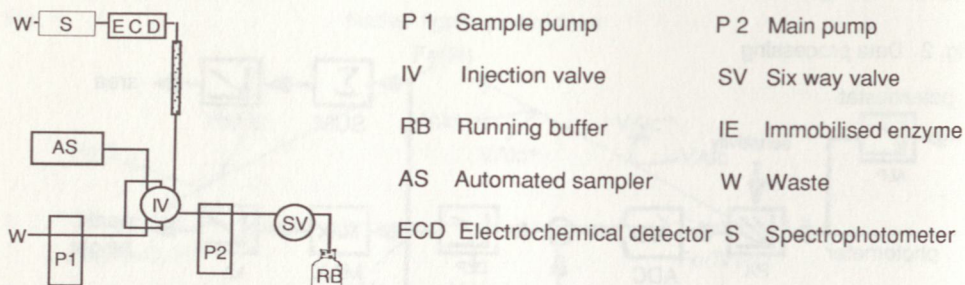 W S ECD
AS
IV
W
P1
P2
SV
RB
P 1 Sample pump P 2 Main pump
IV Injection valve SV Six way valve
RB Running buffer IE Immobilised enzyme
AS Automated sampler W Waste
ECD Electrochemical detector S Spectrophotometer